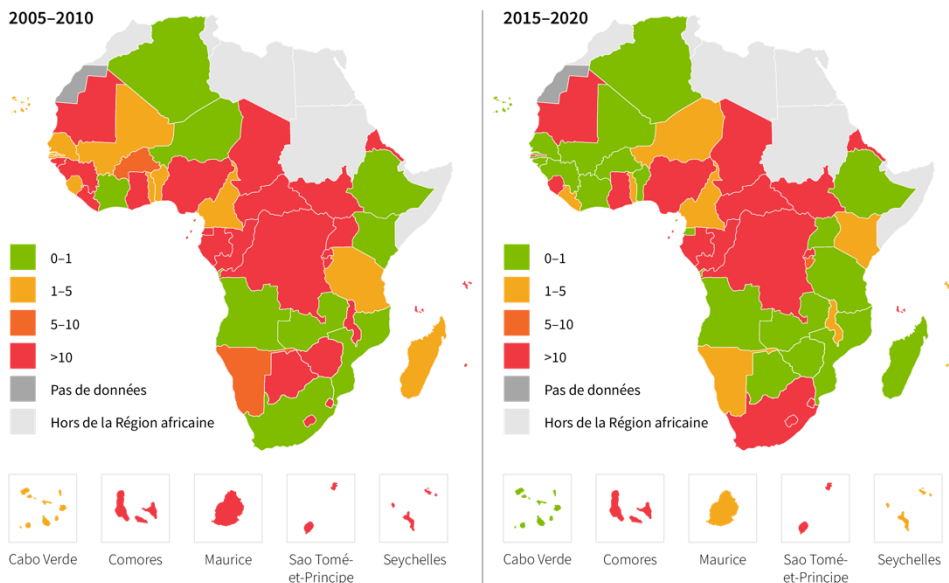 2005–2010
0–1
1–5
5–10
>10
Pas de données
Hors de la Région africaine
Cabo Verde
Comores
Maurice
Sao Tomé-
et-Principe
Seychelles
2015–2020
0–1
1–5
5–10
>10
Pas de données
Hors de la Région africaine
Cabo Verde
Comores
Maurice
Sao Tomé-
et-Principe
Seychelles